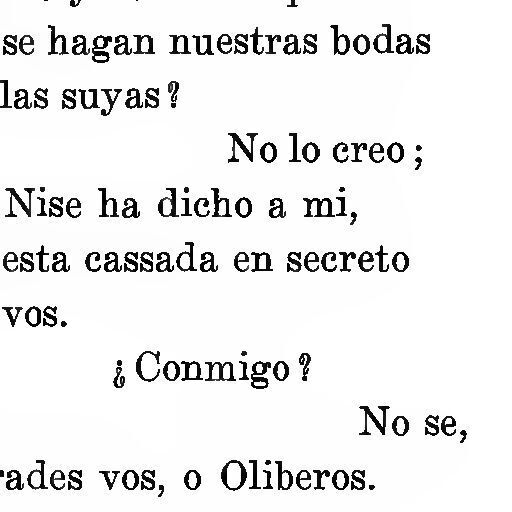 se hagan nuestras bodas
las suyas?
No lo creo;
Nise ha dicho a mi,
esta cassada en secreto
vos.
¿Conmigo?
No se,
rades vos, o Oliberos.